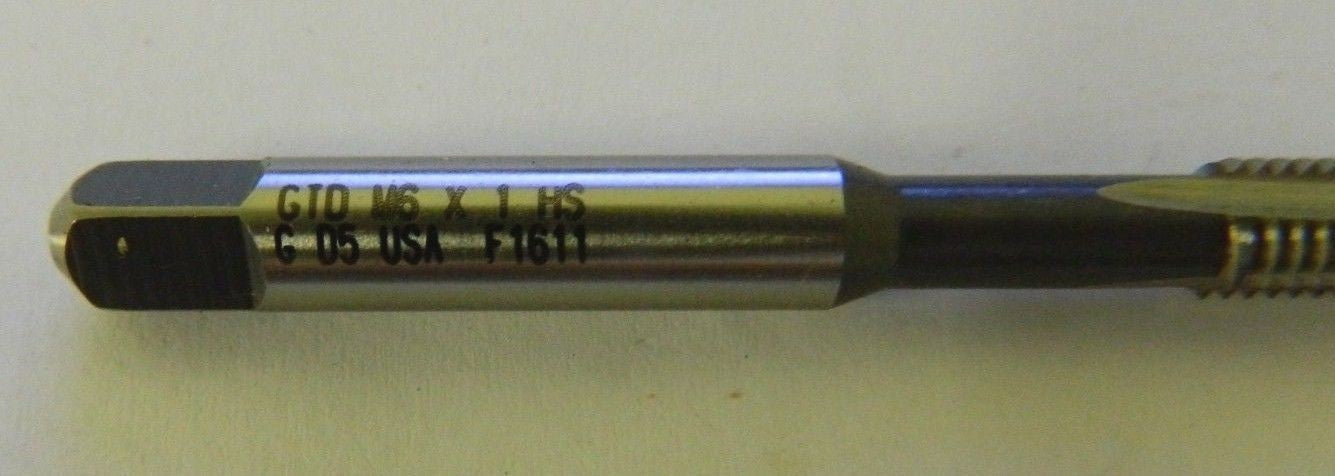 GTD M6 X 1 HS
G D5 USA F1611